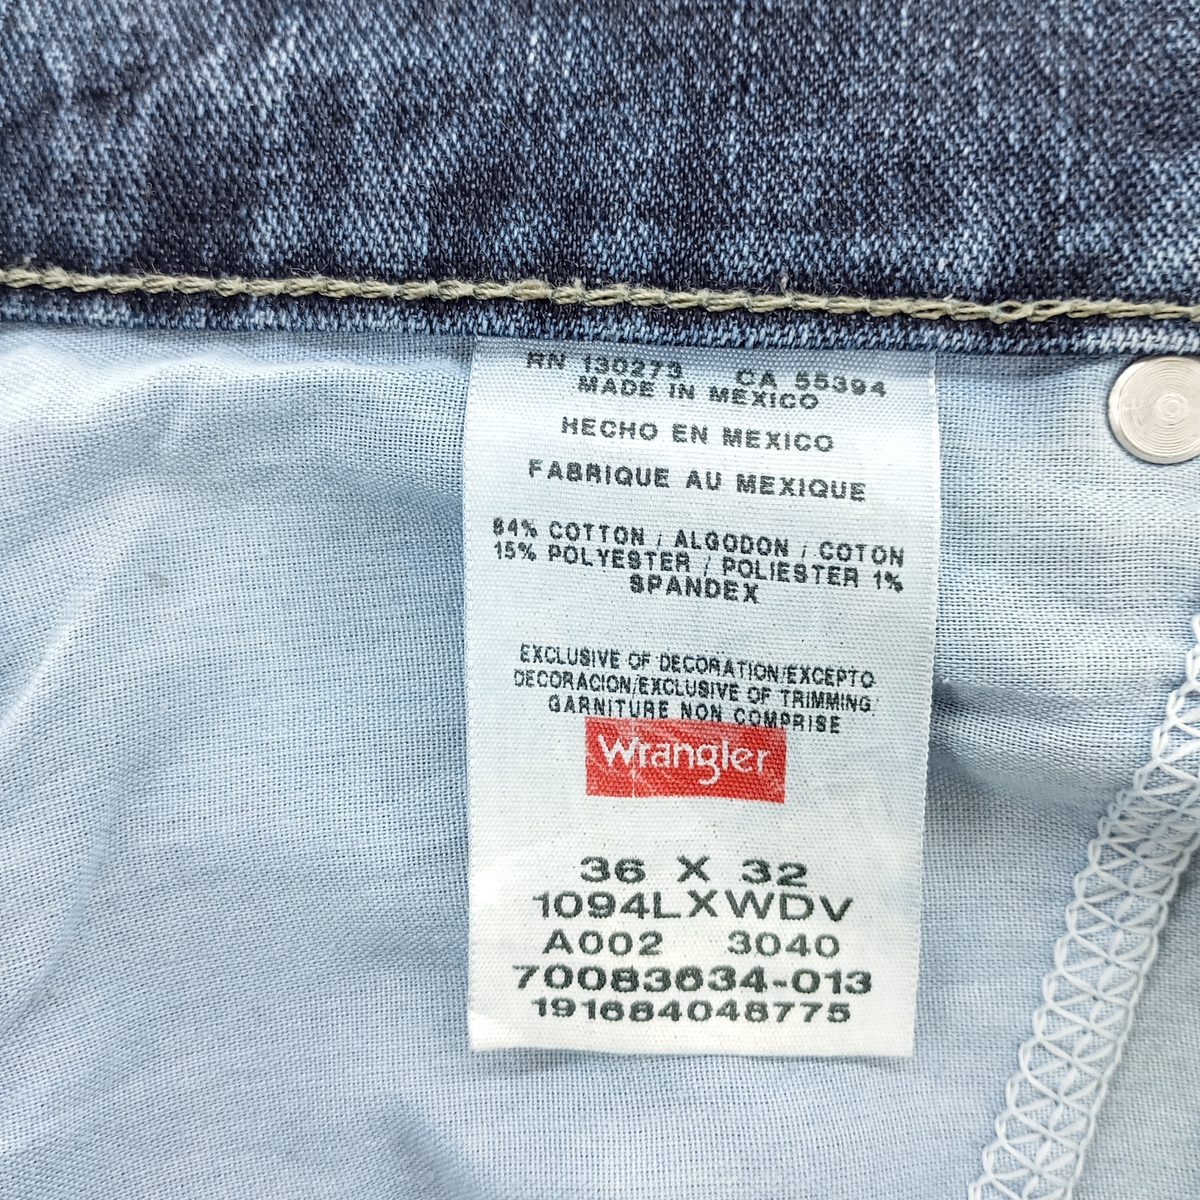 RN 130273 CA 55394
MADE IN MEXICO
HECHO EN MEXICO
FABRIQUE AU MEXIQUE
84% COTTON / ALGODON / COTON
15% POLYESTER / POLIESTER 1%
SPANDEX
EXCLUSIVE OF DECORATION/EXCEPTO
DECORACION/EXCLUSIVE OF TRIMMING
GARNITURE NON COMPRISE
Wrangler
36 X 32
1094LXWDV
A002 3040
70083634-013
191684048775